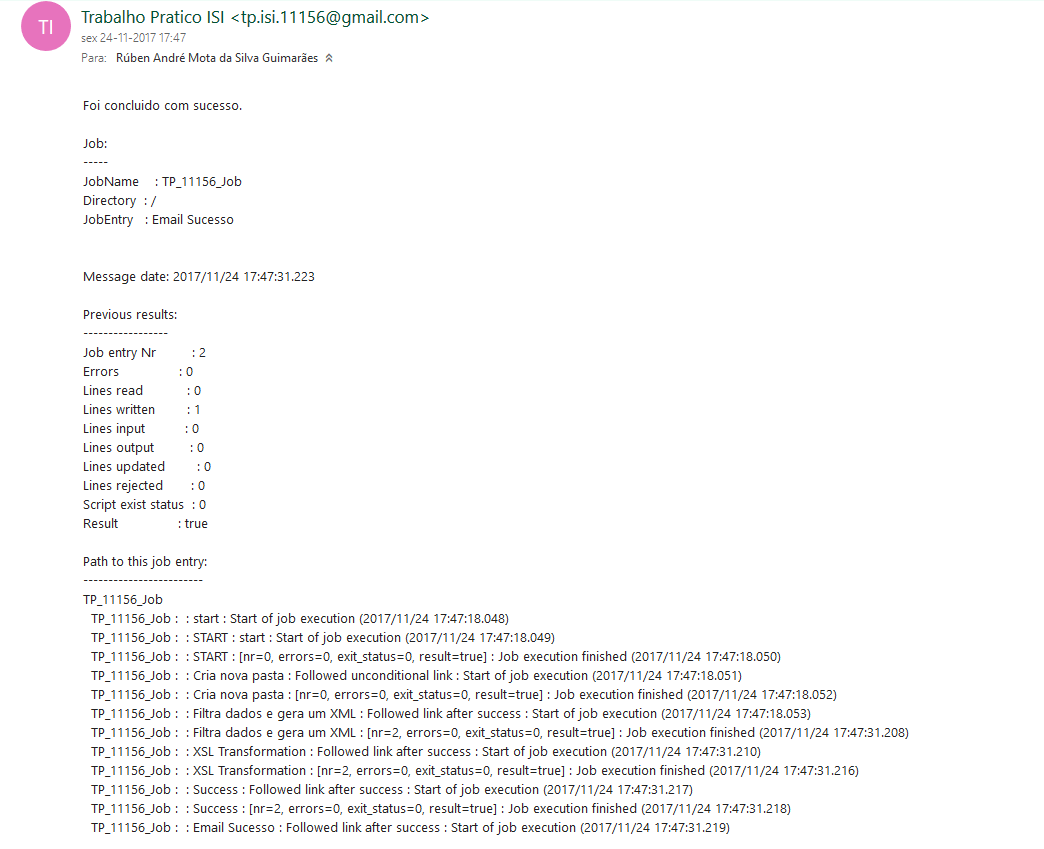 TI
Trabalho Pratico ISI <tp.isi.11156@gmail.com>
sex 24-11-2017 17:47
Para: Rúben André Mota da Silva Guimarães
Foi concluido com sucesso.
Job:
-----
JobName : TP_11156_Job
Directory : /
JobEntry : Email Sucesso
Message date: 2017/11/24 17:47:31.223
Previous results:
-----------------
Job entry Nr : 2
Errors : 0
Lines read : 0
Lines written : 1
Lines input : 0
Lines output : 0
Lines updated : 0
Lines rejected : 0
Script exist status : 0
Result : true
Path to this job entry:
------------------------
TP_11156_Job
TP_11156_Job : : start : Start of job execution (2017/11/24 17:47:18.048)
TP_11156_Job : : START : start : Start of job execution (2017/11/24 17:47:18.049)
TP_11156_Job : : START : [nr=0, errors=0, exit_status=0, result=true] : Job execution finished (2017/11/24 17:47:18.050)
TP_11156_Job : : Cria nova pasta : Followed unconditional link : Start of job execution (2017/11/24 17:47:18.051)
TP_11156_Job : : Cria nova pasta : [nr=0, errors=0, exit_status=0, result=true] : Job execution finished (2017/11/24 17:47:18.052)
TP_11156_Job : : Filtra dados e gera um XML : Followed link after success : Start of job execution (2017/11/24 17:47:18.053)
TP_11156_Job : : Filtra dados e gera um XML : [nr=2, errors=0, exit_status=0, result=true] : Job execution finished (2017/11/24 17:47:31.208)
TP_11156_Job : : XSL Transformation : Followed link after success : Start of job execution (2017/11/24 17:47:31.210)
TP_11156_Job : : XSL Transformation : [nr=2, errors=0, exit_status=0, result=true] : Job execution finished (2017/11/24 17:47:31.216)
TP_11156_Job : : Success : Followed link after success : Start of job execution (2017/11/24 17:47:31.217)
TP_11156_Job : : Success : [nr=2, errors=0, exit_status=0, result=true] : Job execution finished (2017/11/24 17:47:31.218)
TP_11156_Job : : Email Sucesso : Followed link after success : Start of job execution (2017/11/24 17:47:31.219)